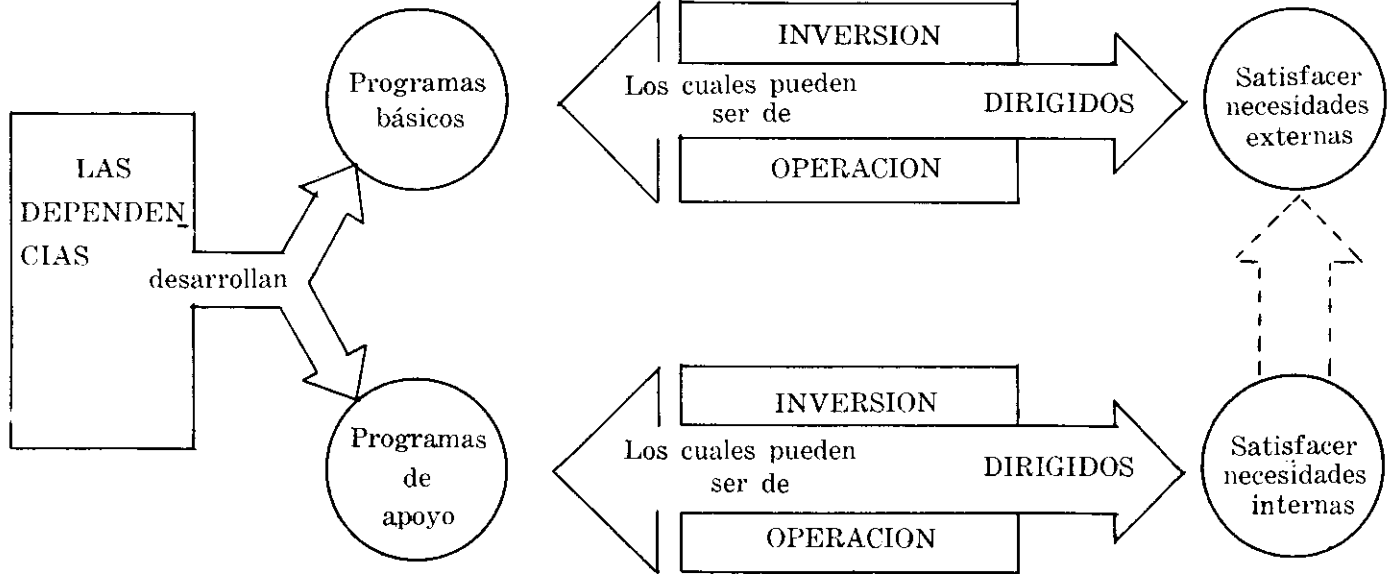 LAS
DEPENDEN
CIAS
desarrollan
Programas
básicos
INVERSION
Los cuales pueden
ser de
DIRIGIDOS
OPERACION
Satisfacer
necesidades
externas
Programas
de
apoyo
INVERSION
Los cuales pueden
ser de
DIRIGIDOS
OPERACION
Satisfacer
necesidades
internas